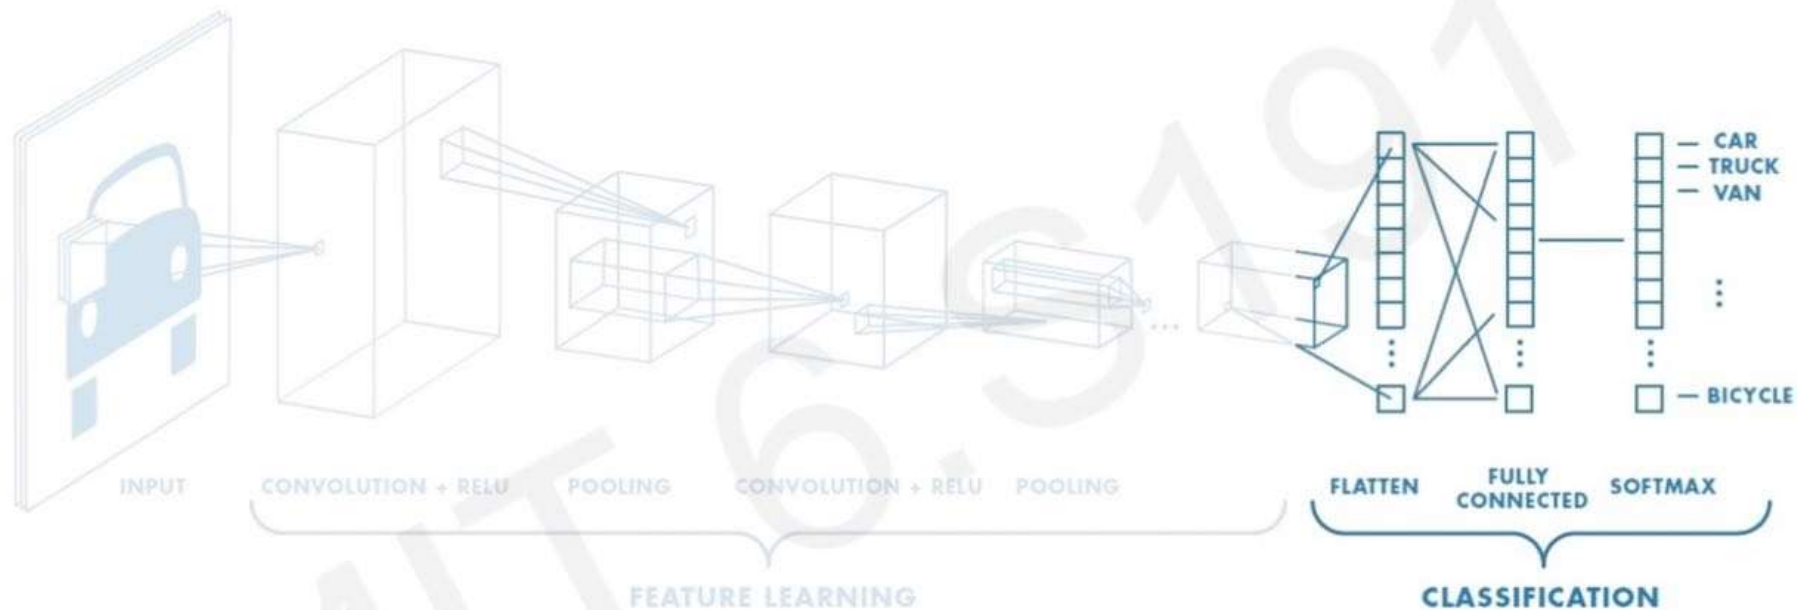 MIT 6.S191
CAR
TRUCK
VAN
BICYCLE
INPUT
CONVOLUTION + RELU
POOLING
CONVOLUTION + RELU
POOLING
FLATTEN
FULLY
CONNECTED
SOFTMAX
FEATURE LEARNING
CLASSIFICATION